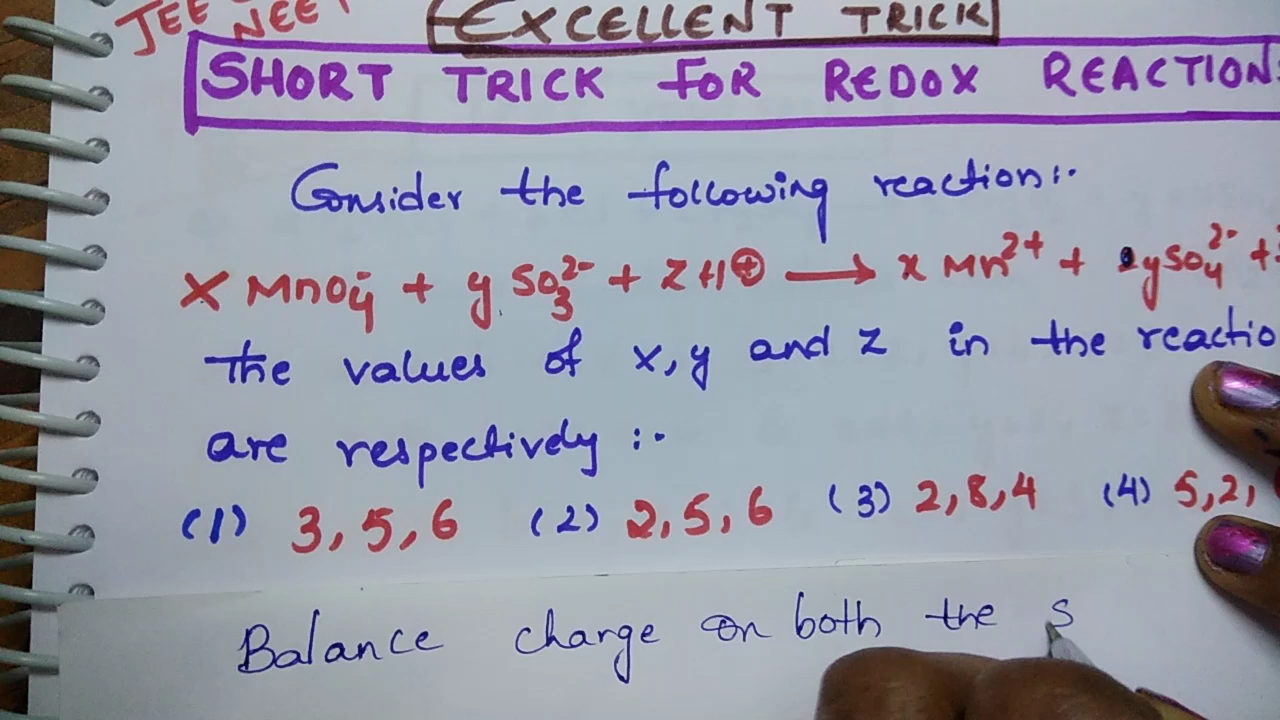 JEE NEET
EXCELLENT TRICK
SHORT TRICK FOR REDOX REACTION
Consider the following reaction:-
x MnO₄⁻ + y SO₃²⁻ + Z H⊕ ⟶ x Mn²⁺ + y SO₄²⁻ +
The values of x, y and z in the reactio
are respectively :-
(1) 3, 5, 6 (2) 2, 5, 6 (3) 2, 8, 4 (4) 5, 2,
Balance charge on both the s